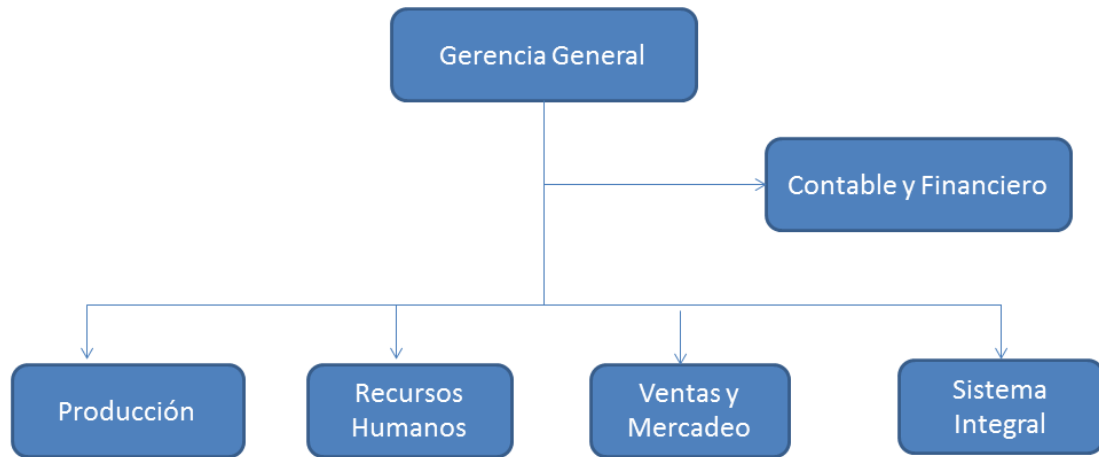 Gerencia General
Contable y Financiero
Producción
Recursos
Humanos
Ventas y
Mercadeo
Sistema
Integral